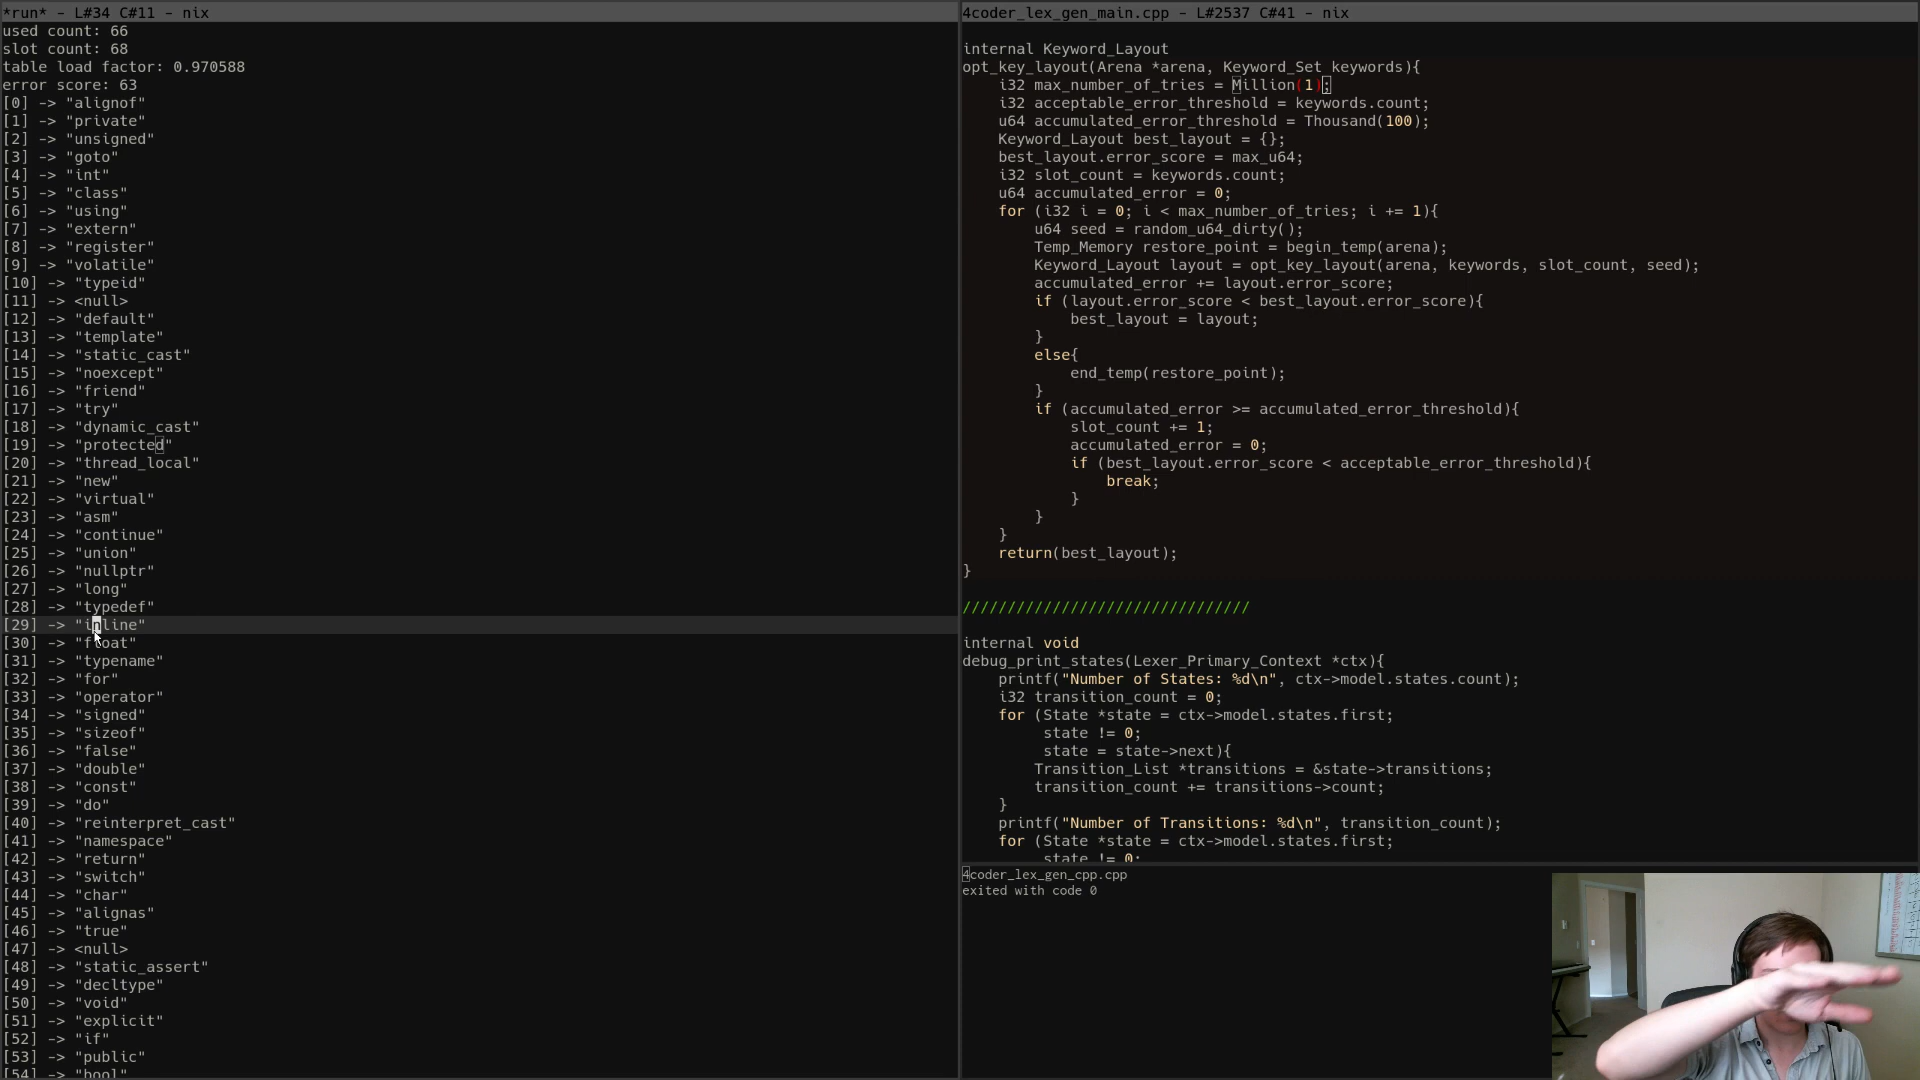 *run* - L#34 C#11 - nix
used count: 66
slot count: 68
table load factor: 0.970588
error score: 63
[0] -> "alignof"
[1] -> "private"
[2] -> "unsigned"
[3] -> "goto"
[4] -> "int"
[5] -> "class"
[6] -> "using"
[7] -> "extern"
[8] -> "register"
[9] -> "volatile"
[10] -> "typeid"
[11] -> <null>
[12] -> "default"
[13] -> "template"
[14] -> "static_cast"
[15] -> "noexcept"
[16] -> "friend"
[17] -> "try"
[18] -> "dynamic_cast"
[19] -> "protected"
[20] -> "thread_local"
[21] -> "new"
[22] -> "virtual"
[23] -> "asm"
[24] -> "continue"
[25] -> "union"
[26] -> "nullptr"
[27] -> "long"
[28] -> "typedef"
[29] -> "inline"
[30] -> "float"
[31] -> "typename"
[32] -> "for"
[33] -> "operator"
[34] -> "signed"
[35] -> "sizeof"
[36] -> "false"
[37] -> "double"
[38] -> "const"
[39] -> "do"
[40] -> "reinterpret_cast"
[41] -> "namespace"
[42] -> "return"
[43] -> "switch"
[44] -> "char"
[45] -> "alignas"
[46] -> "true"
[47] -> <null>
[48] -> "static_assert"
[49] -> "decltype"
[50] -> "void"
[51] -> "explicit"
[52] -> "if"
[53] -> "public"
[54] -> "bool"
4coder_lex_gen_main.cpp - L#2537 C#41 - nix
internal Keyword_Layout
opt_key_layout(Arena *arena, Keyword_Set keywords){
    i32 max_number_of_tries = Million(1);
    i32 acceptable_error_threshold = keywords.count;
    u64 accumulated_error_threshold = Thousand(100);
    Keyword_Layout best_layout = {};
    best_layout.error_score = max_u64;
    i32 slot_count = keywords.count;
    u64 accumulated_error = 0;
    for (i32 i = 0; i < max_number_of_tries; i += 1){
        u64 seed = random_u64_dirty();
        Temp_Memory restore_point = begin_temp(arena);
        Keyword_Layout layout = opt_key_layout(arena, keywords, slot_count, seed);
        accumulated_error += layout.error_score;
        if (layout.error_score < best_layout.error_score){
            best_layout = layout;
        }
        else{
            end_temp(restore_point);
        }
        if (accumulated_error >= accumulated_error_threshold){
            slot_count += 1;
            accumulated_error = 0;
            if (best_layout.error_score < acceptable_error_threshold){
                break;
            }
        }
    }
    return(best_layout);
}
////////////////////////////////
internal void
debug_print_states(Lexer_Primary_Context *ctx){
    printf("Number of States: %d\n", ctx->model.states.count);
    i32 transition_count = 0;
    for (State *state = ctx->model.states.first;
         state != 0;
         state = state->next){
        Transition_List *transitions = &state->transitions;
        transition_count += transitions->count;
    }
    printf("Number of Transitions: %d\n", transition_count);
    for (State *state = ctx->model.states.first;
         state != 0;
4coder_lex_gen_cpp.cpp
exited with code 0